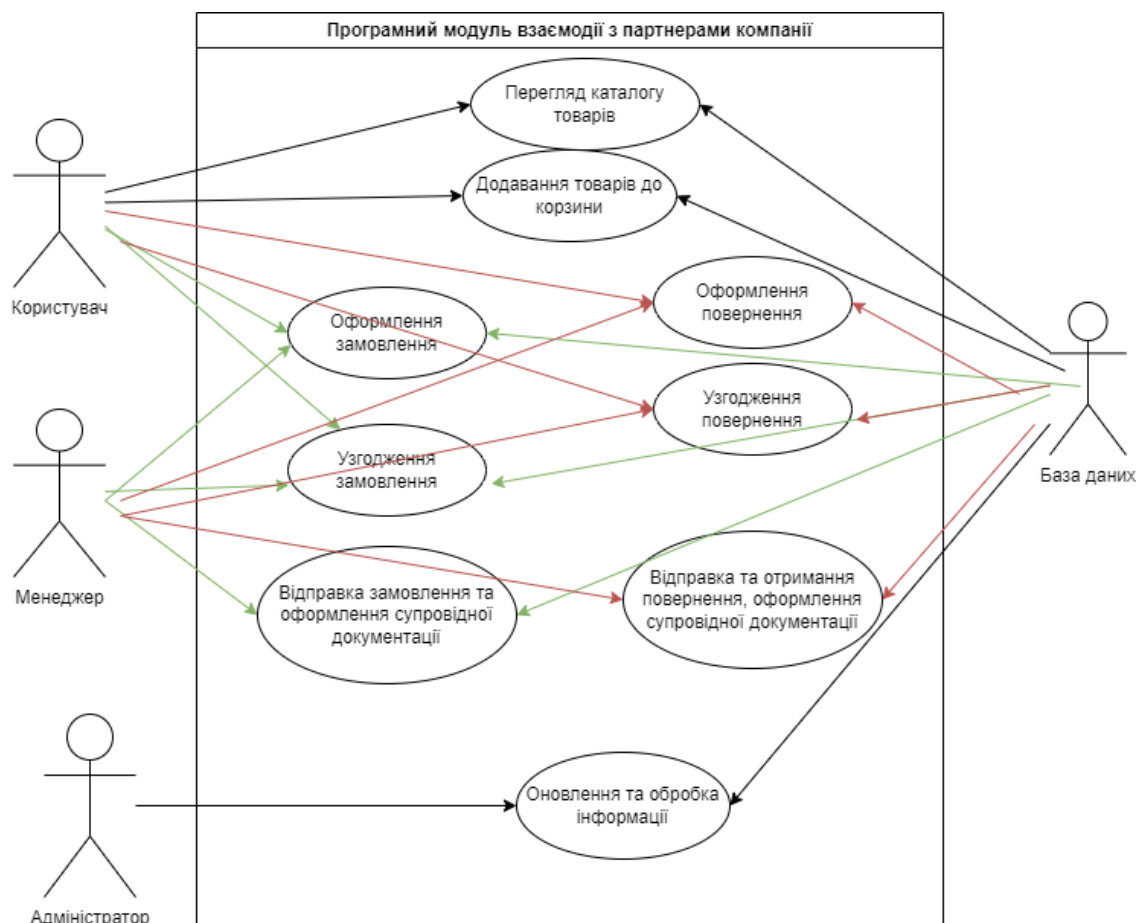 Програмний модуль взаємодії з партнерами компанії
Перегляд каталогу
товарів
Додавання товарів до
корзини
Користувач
Оформлення
замовлення
Оформлення
повернення
Узгодження
повернення
Узгодження
замовлення
База даних
Менеджер
Відправка замовлення та
оформлення супровідної
документації
Відправка та отримання
повернення, оформлення
супровідної документації
Оновлення та обробка
інформації
Адміністратор